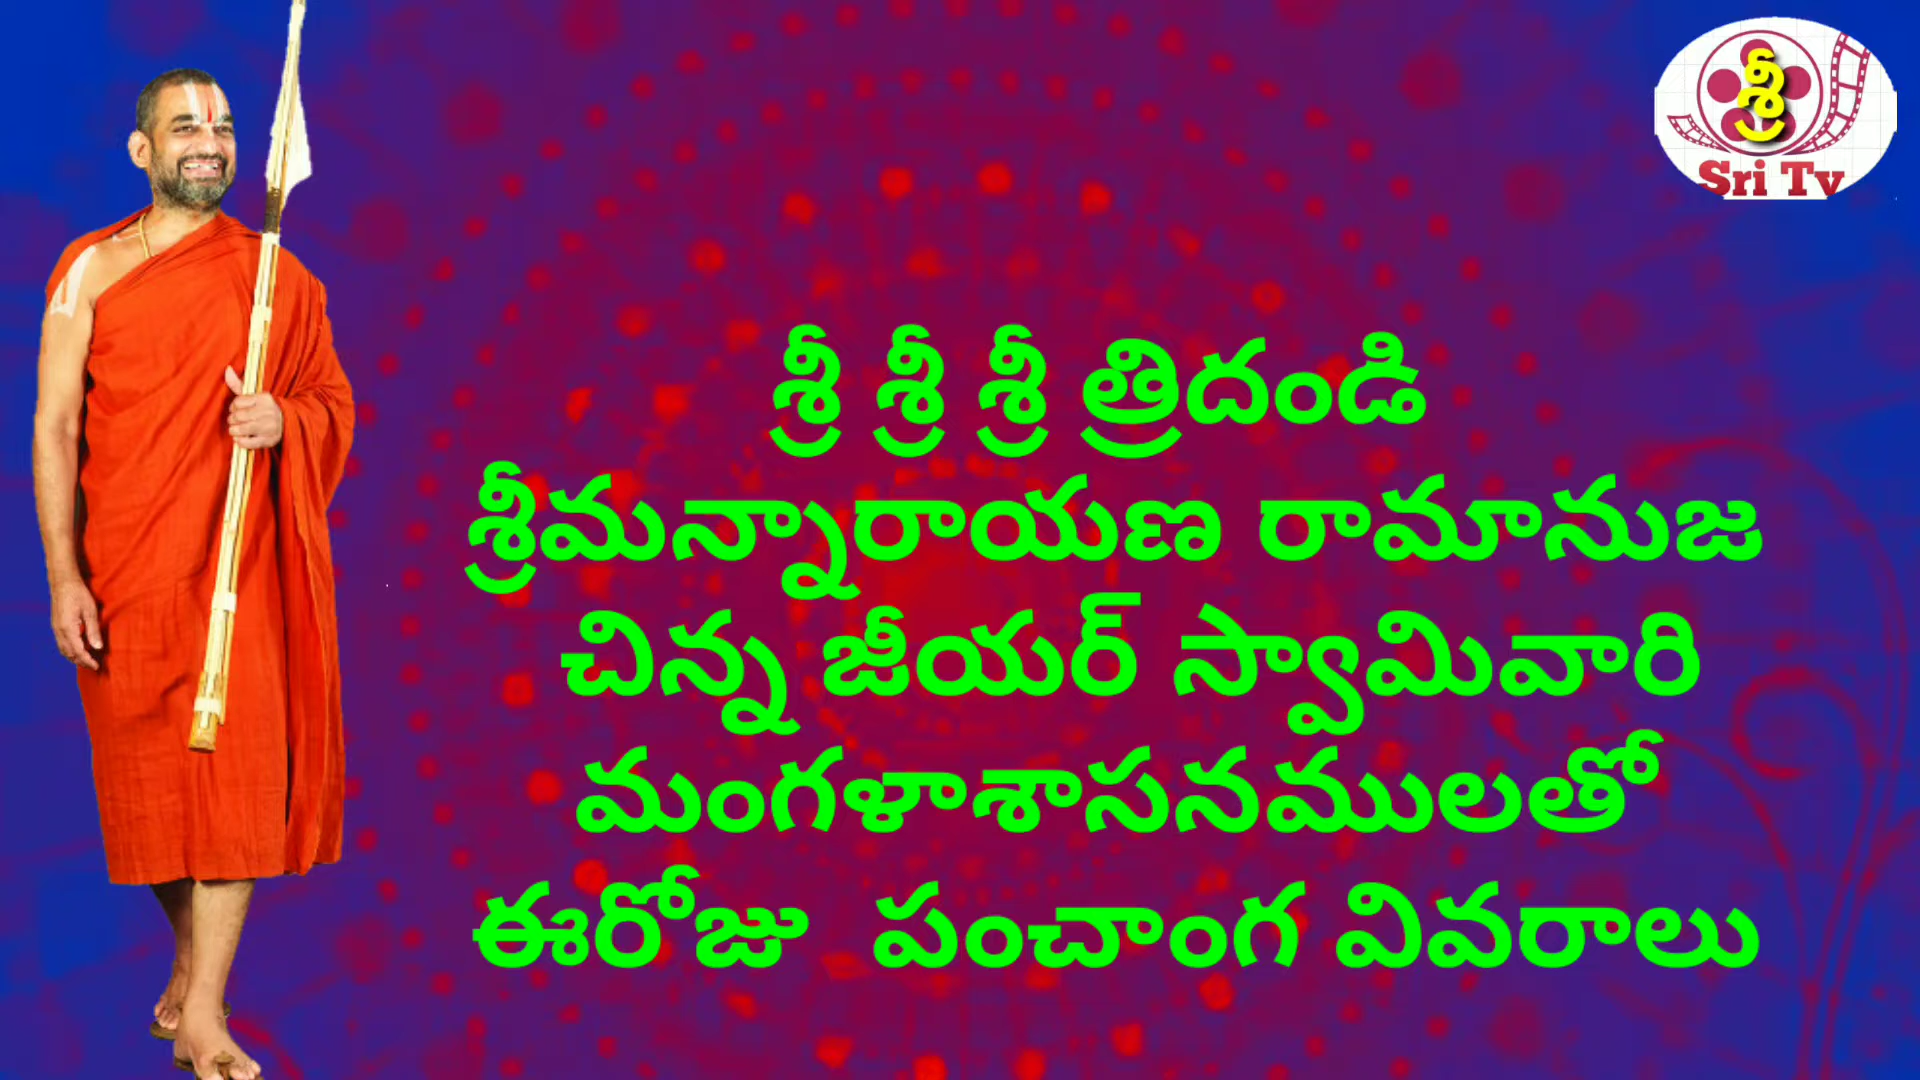 శ్రీ
Sri Tv
శ్రీ శ్రీ శ్రీ త్రిదండి
శ్రీమన్నారాయణ రామానుజ
చిన్న జీయర్ స్వామివారి
మంగళాశాసనములతో
ఈరోజు పంచాంగ వివరాలు